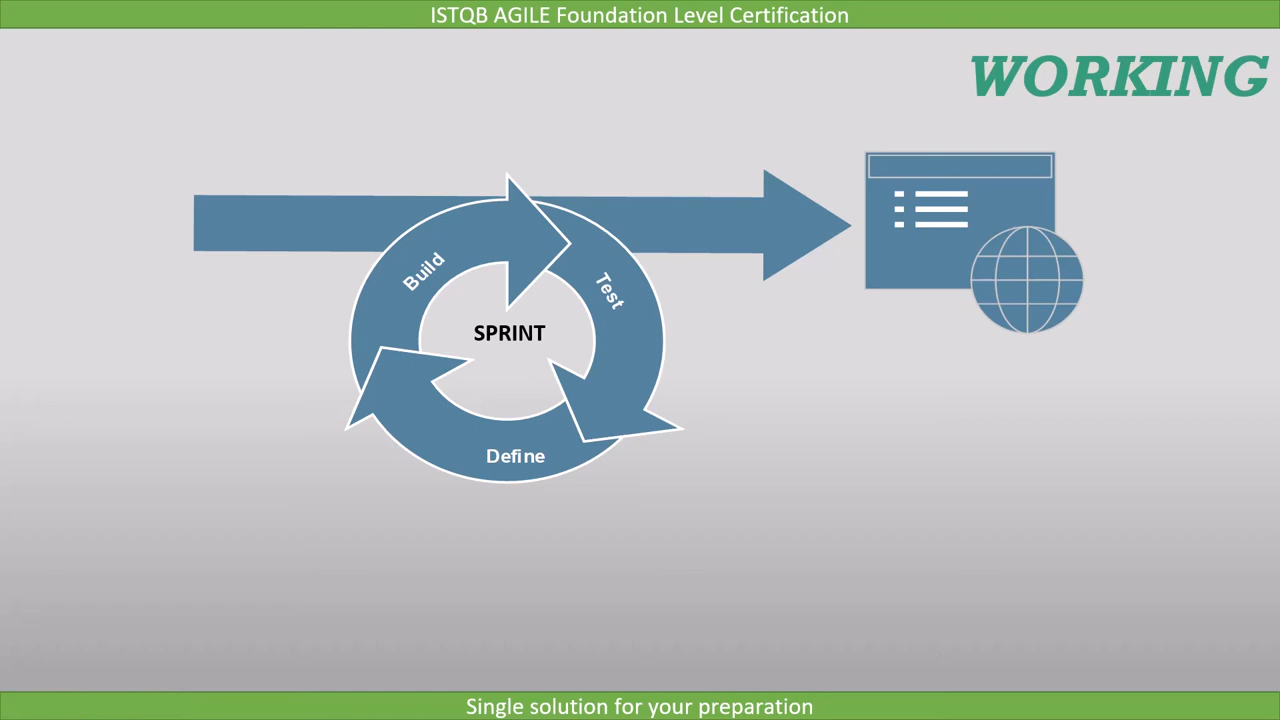 ISTQB AGILE Foundation Level Certification
WORKING
Build
Test
SPRINT
Define
Single solution for your preparation